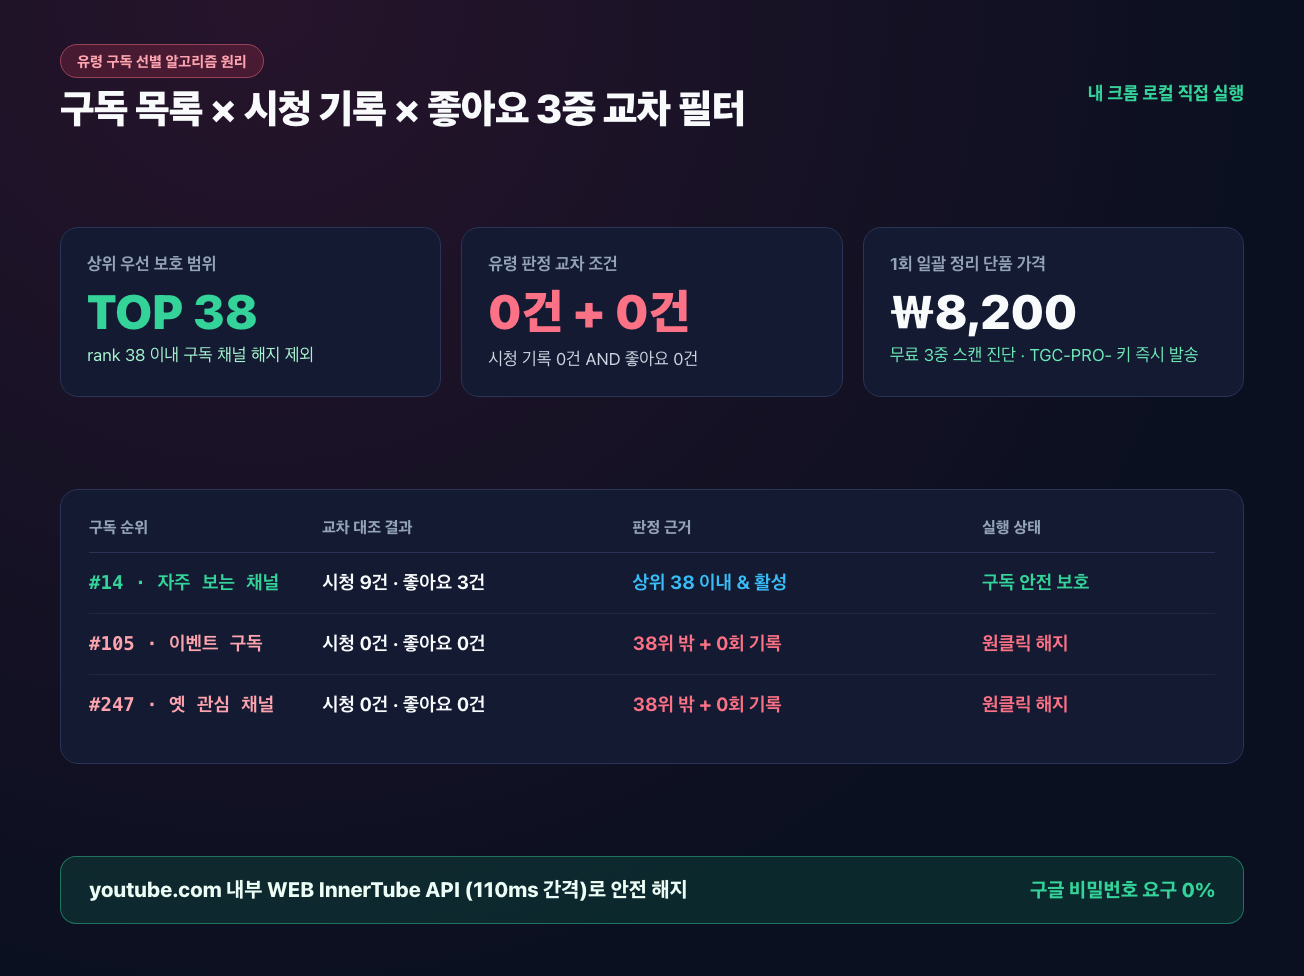 유령 구독 선별 알고리즘 원리
구독 목록 × 시청 기록 × 좋아요 3중 교차 필터
내 크롬 로컬 직접 실행
상위 우선 보호 범위
TOP 38
rank 38 이내 구독 채널 해지 제외
유령 판정 교차 조건
0건 + 0건
시청 기록 0건 AND 좋아요 0건
1회 일괄 정리 단품 가격
₩8,200
무료 3중 스캔 진단 · TGC-PRO- 키 즉시 발송
구독 순위 교차 대조 결과 판정 근거 실행 상태
#14 · 자주 보는 채널 시청 9건 · 좋아요 3건 상위 38 이내 & 활성 구독 안전 보호
#105 · 이벤트 구독 시청 0건 · 좋아요 0건 38위 밖 + 0회 기록 원클릭 해지
#247 · 옛 관심 채널 시청 0건 · 좋아요 0건 38위 밖 + 0회 기록 원클릭 해지
youtube.com 내부 WEB InnerTube API (110ms 간격)로 안전 해지
구글 비밀번호 요구 0%